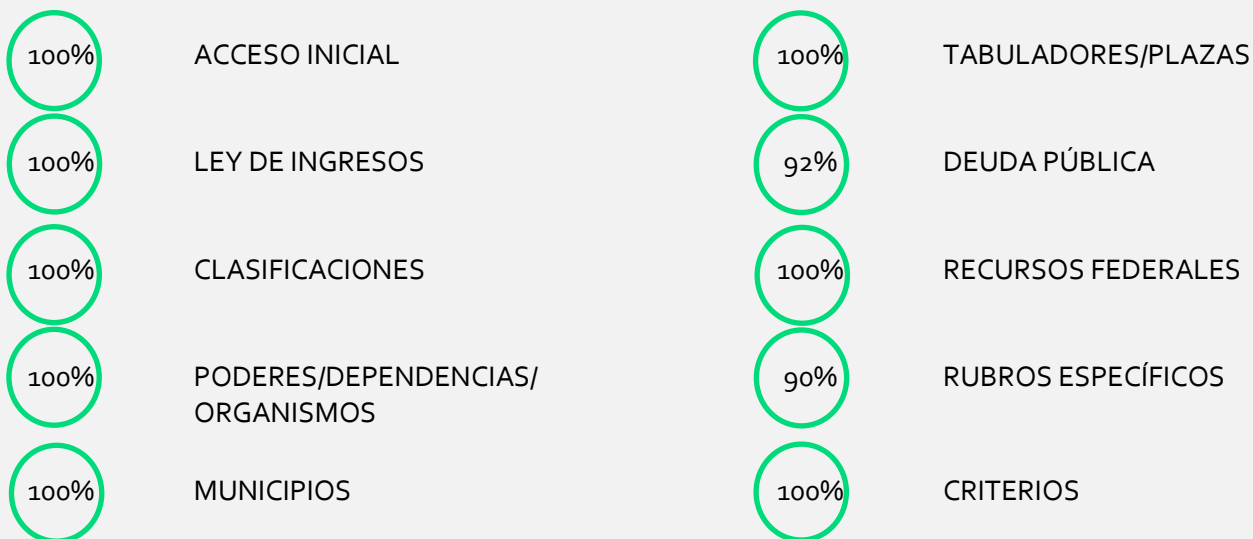 100% ACCESO INICIAL
100% LEY DE INGRESOS
100% CLASIFICACIONES
100% PODERES/DEPENDENCIAS/
ORGANISMOS
100% MUNICIPIOS
100% TABULADORES/PLAZAS
92% DEUDA PÚBLICA
100% RECURSOS FEDERALES
90% RUBROS ESPECÍFICOS
100% CRITERIOS